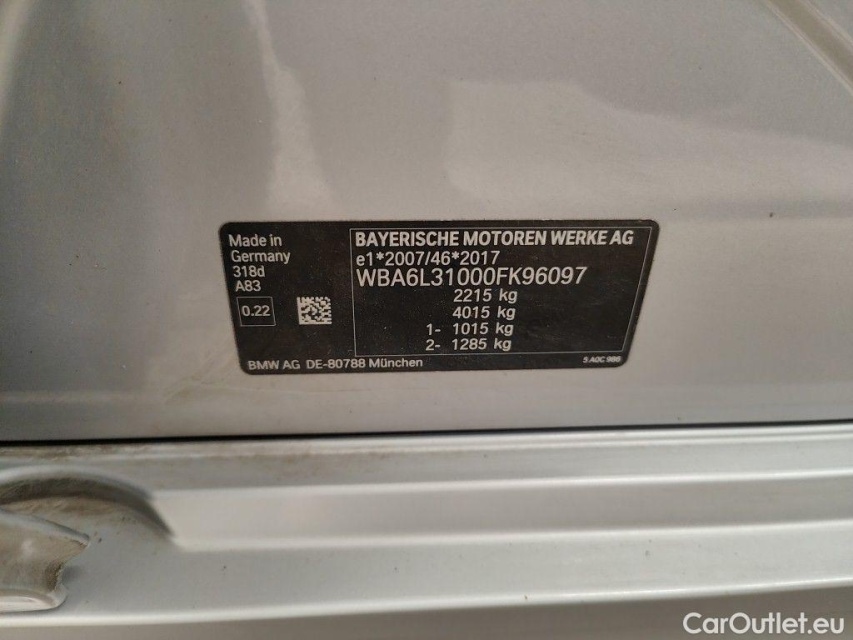 Made in
Germany
318d
A83
0.22
BAYERISCHE MOTOREN WERKE AG
e1*2007/46*2017
WBA6L31000FK96097
2215 kg
4015 kg
1- 1015 kg
2- 1285 kg
BMW AG DE-80788 München
5 A0C 986
CarOutlet.eu